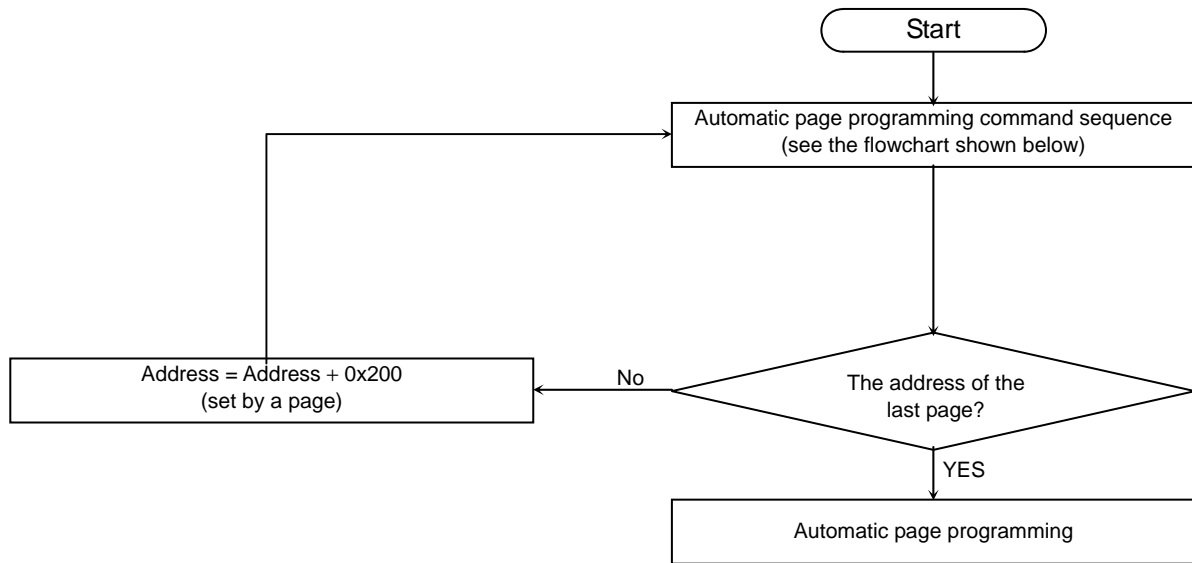 Start
Automatic page programming command sequence
(see the flowchart shown below)
Address = Address + 0x200
(set by a page)
No
The address of the
last page?
YES
Automatic page programming